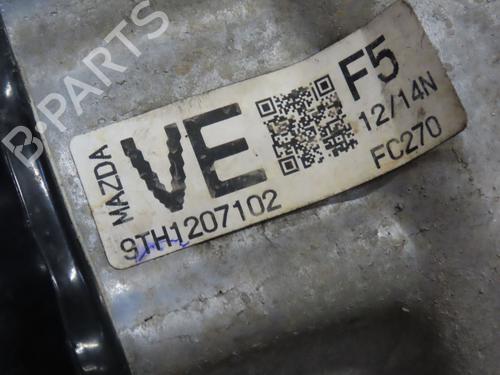 B-PARTS
MAZDA
VE
F5
12/14N
FC270
9TH1207102